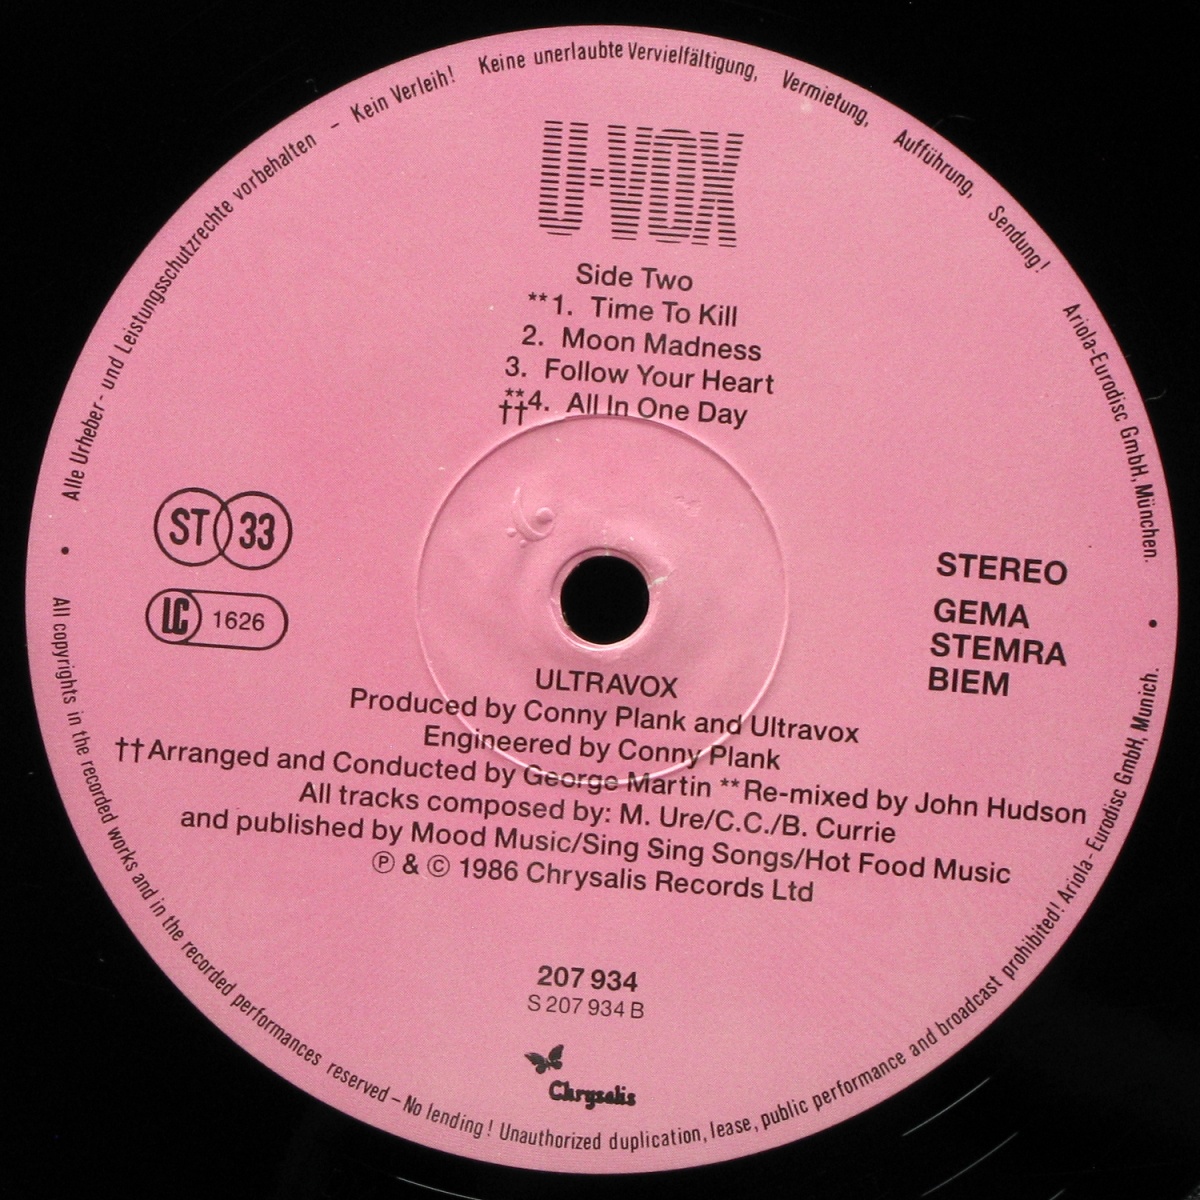 Alle Urheber- und Leistungsschutzrechte vorbehalten – Kein Verleih! Keine unerlaubte Vervielfältigung, Vermietung, Aufführung, Sendung! Ariola-Eurodisc GmbH, München.
U-VOX
Side Two
**1. Time To Kill
2. Moon Madness
3. Follow Your Heart
**††4. All In One Day
ST 33
LC 1626
STEREO
GEMA
STEMRA
BIEM
ULTRAVOX
Produced by Conny Plank and Ultravox
Engineered by Conny Plank
††Arranged and Conducted by George Martin **Re-mixed by John Hudson
All tracks composed by: M. Ure/C.C./B. Currie
and published by Mood Music/Sing Sing Songs/Hot Food Music
Ⓟ & © 1986 Chrysalis Records Ltd
207 934
S 207 934 B
Chrysalis
All copyrights in the recorded works and in the recorded performances reserved – No lending! Unauthorized duplication, lease, public performance and broadcast prohibited! Ariola-Eurodisc GmbH, Munich.